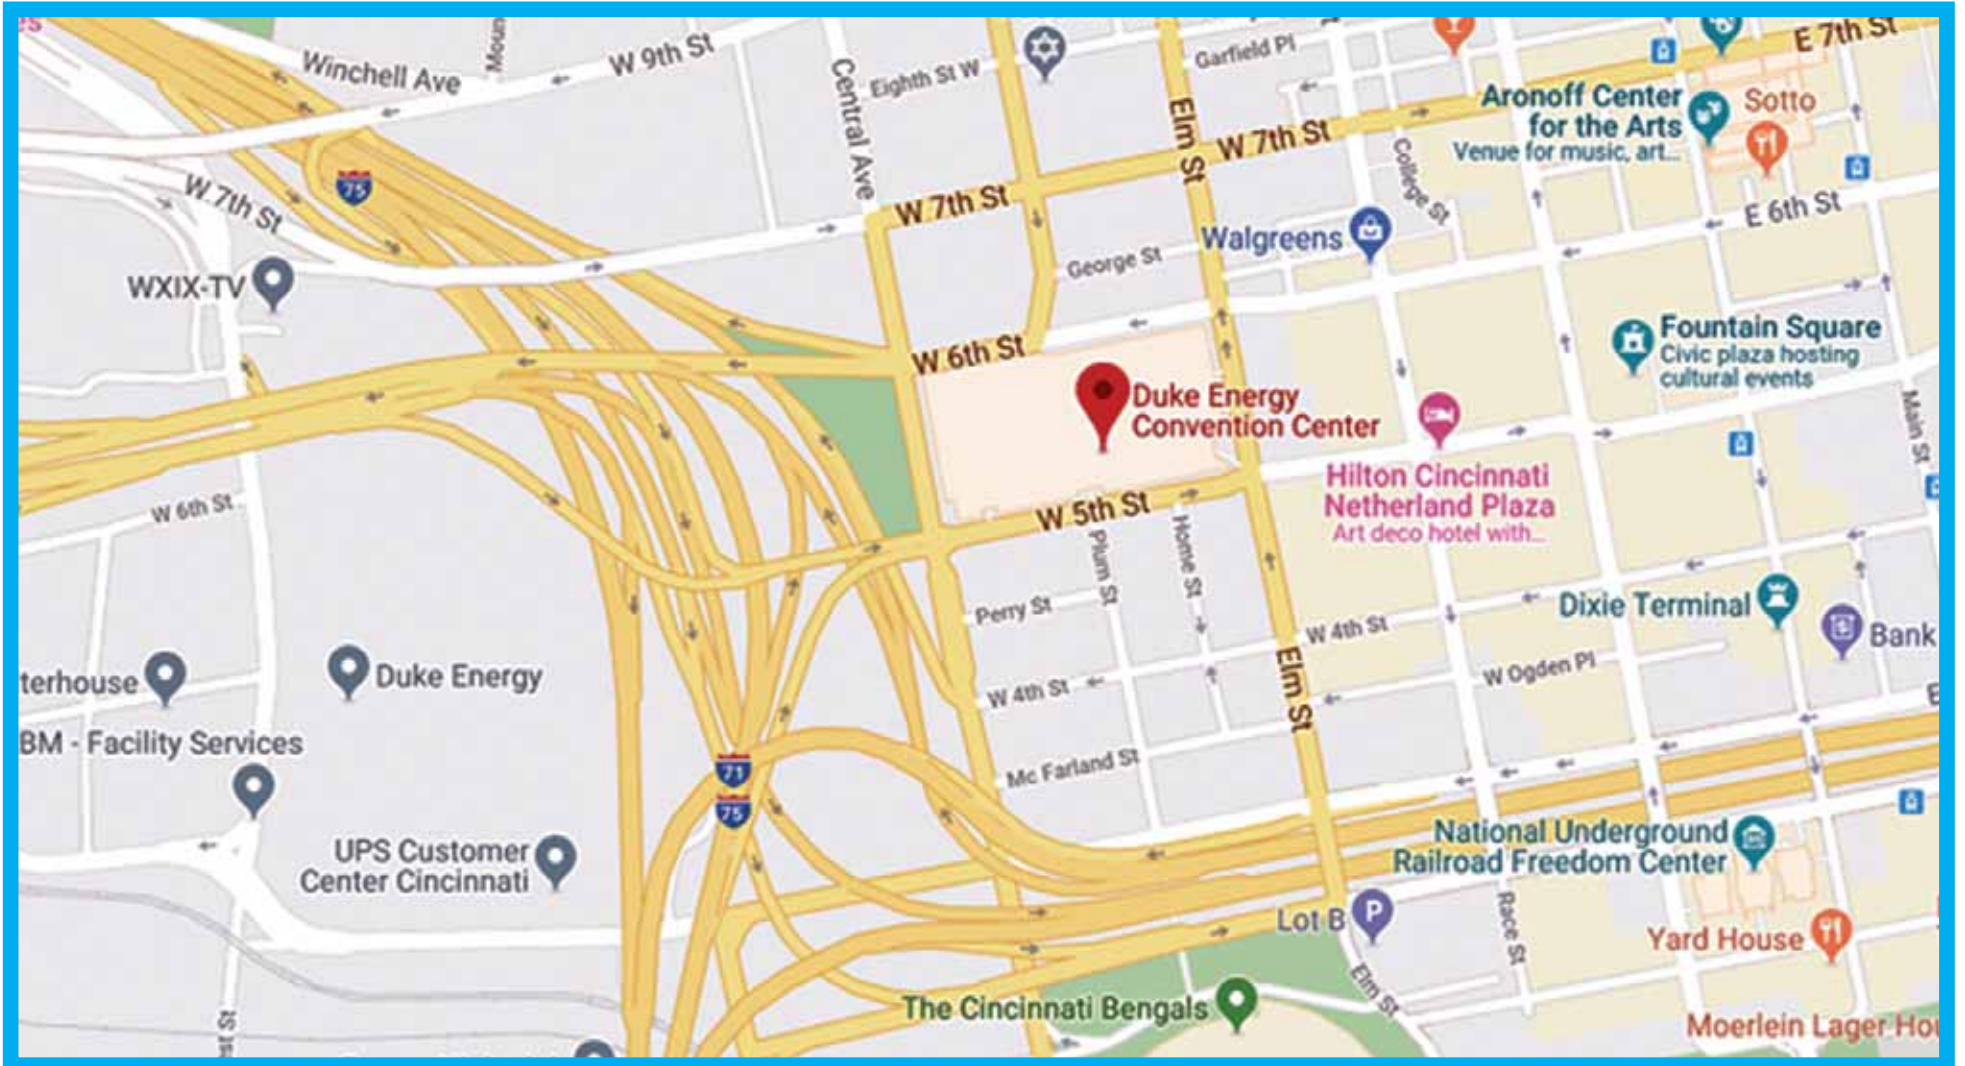 es
Winchell Ave
Moun
W 9th St
Central Ave
Eighth St W
Garfield Pl
E 7th St
Elm St
W 7th St
Aronoff Center
for the Arts
Venue for music, art...
Sotto
College St
75
W 7th St
W 7th St
E 6th St
Walgreens
George St
WXIX-TV
Fountain Square
Civic plaza hosting
cultural events
W 6th St
Duke Energy
Convention Center
Main St
Hilton Cincinnati
Netherland Plaza
Art deco hotel with...
W 6th St
W 5th St
Plum St
Home St
Perry St
W 4th St
Dixie Terminal
Bank
terhouse
Duke Energy
W 4th St
W Ogden Pl
Elm St
E
BM - Facility Services
Mc Farland St
71
75
UPS Customer
Center Cincinnati
National Underground
Railroad Freedom Center
Lot B
P
Race St
Yard House
Elm St
The Cincinnati Bengals
Moerlein Lager Ho
St